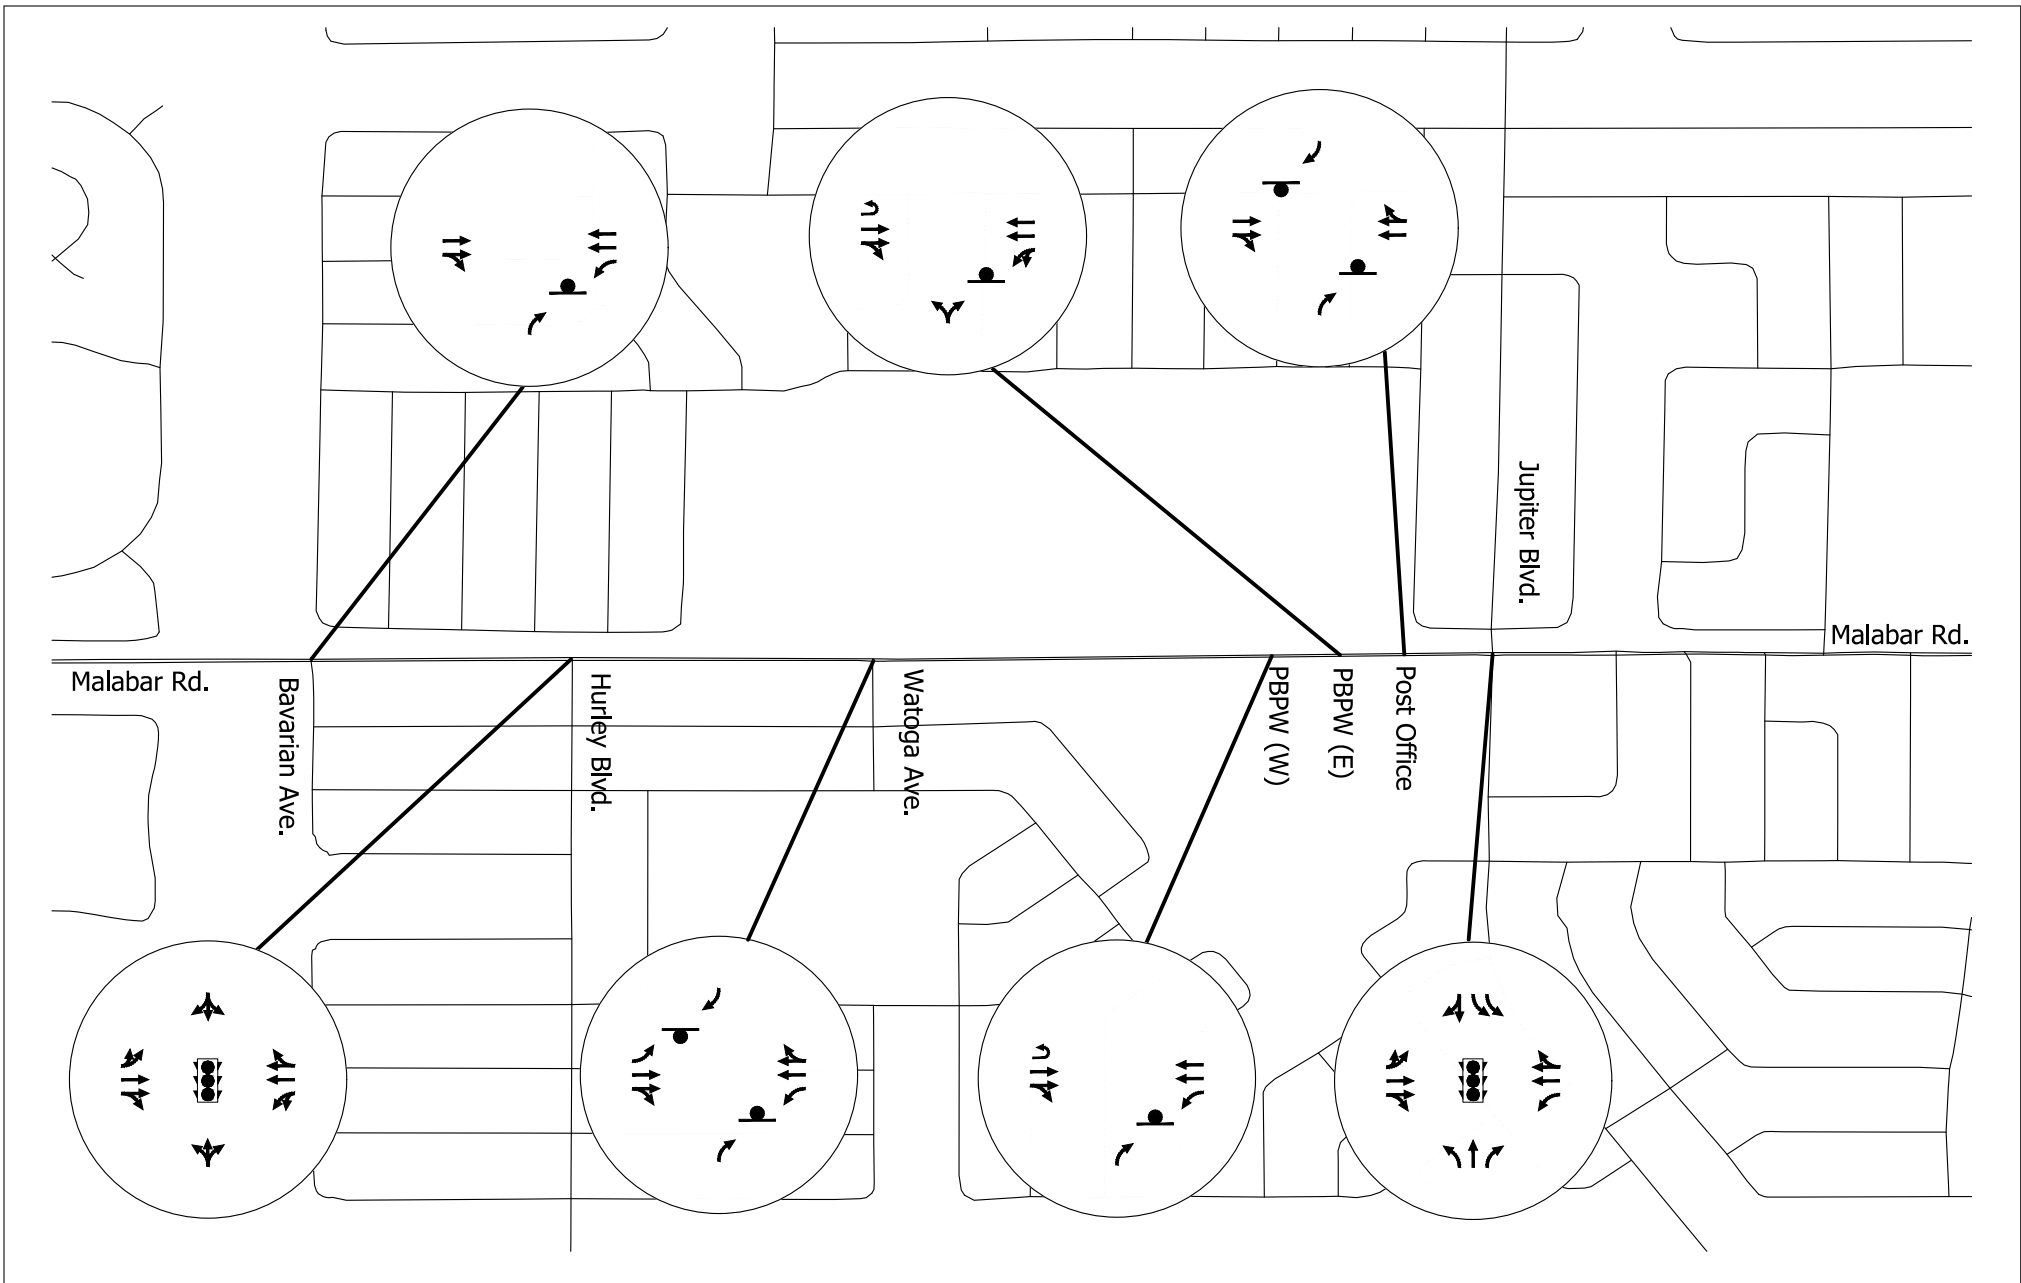 Jupiter Blvd.
Malabar Rd.
Malabar Rd.
Bavarian Ave.
Hurley Blvd.
Watoga Ave.
PBPW (W)
PBPW (E)
Post Office